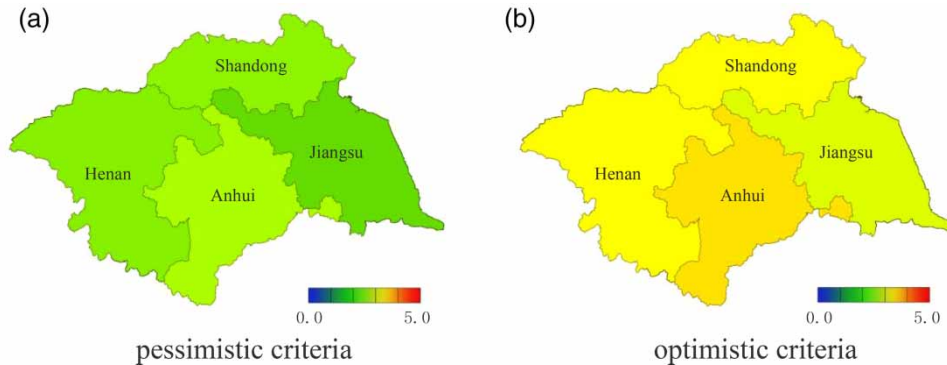 (a)
Shandong
Jiangsu
Henan
Anhui
0.0 5.0
pessimistic criteria
(b)
Shandong
Jiangsu
Henan
Anhui
0.0 5.0
optimistic criteria